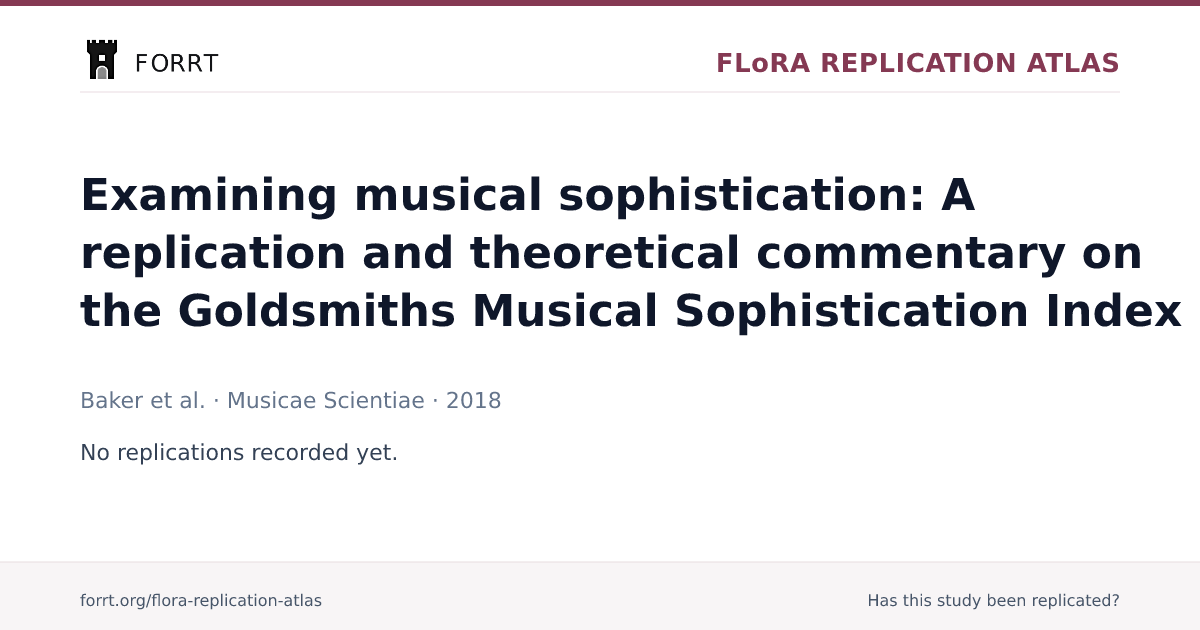 FORRT
FLoRA REPLICATION ATLAS
Examining musical sophistication: A
replication and theoretical commentary on
the Goldsmiths Musical Sophistication Index
Baker et al. · Musicae Scientiae · 2018
No replications recorded yet.
forrt.org/flora-replication-atlas
Has this study been replicated?